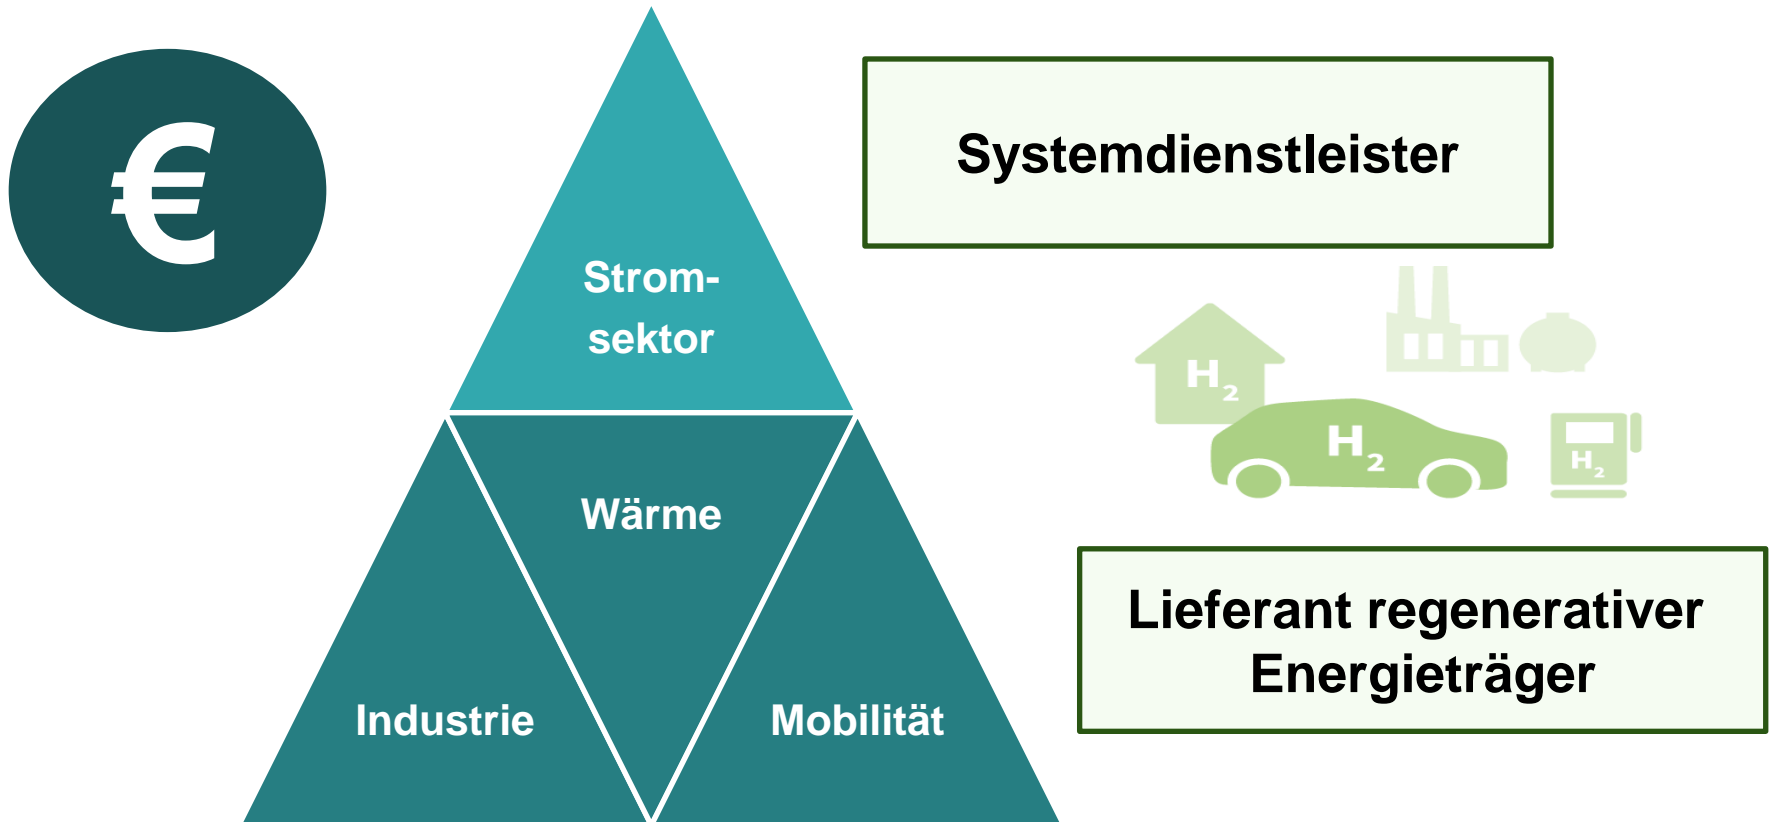 €
Systemdienstleister
Strom-
sektor
H₂
H₂
H₂
Wärme
Lieferant regenerativer
Energieträger
Industrie
Mobilität